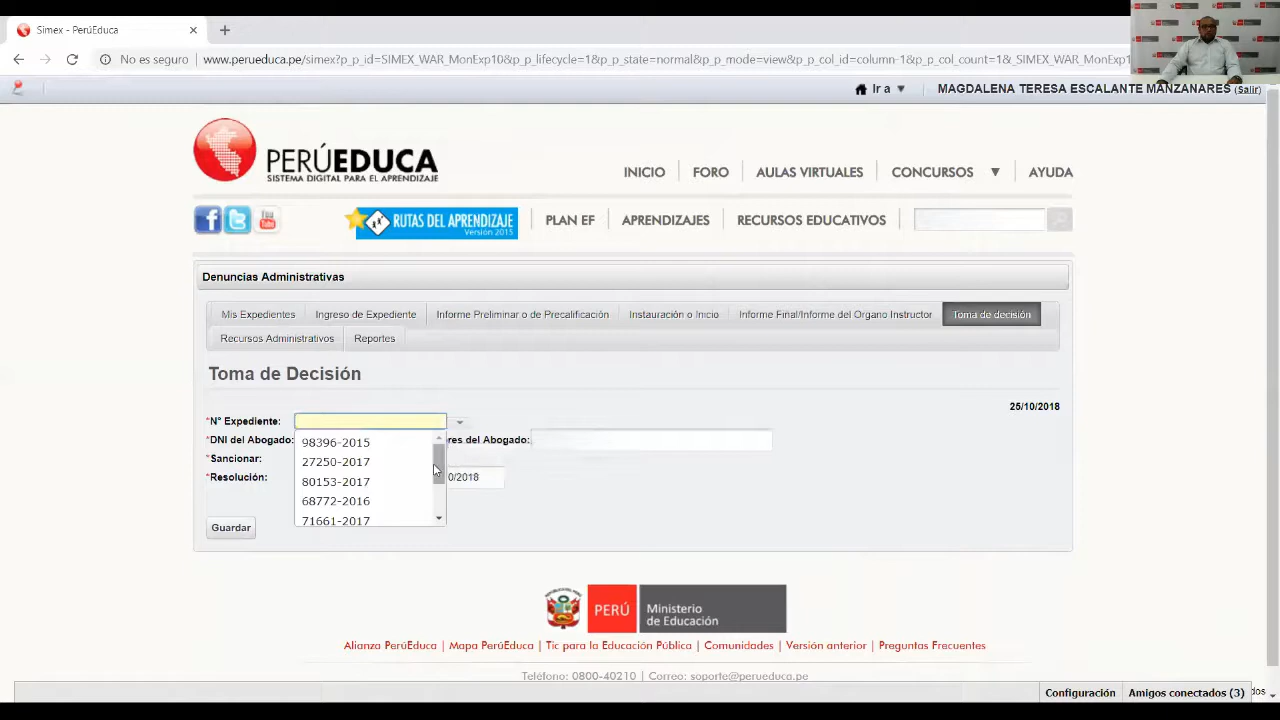 Simex - PerúEduca
No es seguro
www.perueduca.pe/simex?p_p_id=SIMEX_WAR_MonExp10&p_p_lifecycle=1&p_p_state=normal&p_p_mode=view&p_p_col_id=column-1&p_p_col_count=1&_SIMEX_WAR_MonExp1
Ir a
MAGDALENA TERESA ESCALANTE MANZANARES (Salir)
PERÚEDUCA
SISTEMA DIGITAL PARA EL APRENDIZAJE
INICIO FORO AULAS VIRTUALES CONCURSOS AYUDA
RUTAS DEL APRENDIZAJE
Versión 2015
PLAN EF APRENDIZAJES RECURSOS EDUCATIVOS
Denuncias Administrativas
Mis Expedientes Ingreso de Expediente Informe Preliminar o de Precalificación Instauración o Inicio Informe Final/Informe del Organo Instructor Toma de decisión
Recursos Administrativos Reportes
Toma de Decisión
25/10/2018
*N° Expediente:
*DNI del Abogado: res del Abogado:
98396-2015
*Sancionar:
27250-2017
*Resolución: 0/2018
80153-2017
68772-2016
71661-2017
Guardar
PERÚ Ministerio
de Educación
Alianza PerúEduca | Mapa PerúEduca | Tic para la Educación Pública | Comunidades | Versión anterior | Preguntas Frecuentes
Teléfono: 0800-40210 | Correo: soporte@perueduca.pe
Configuración Amigos conectados (3) dos